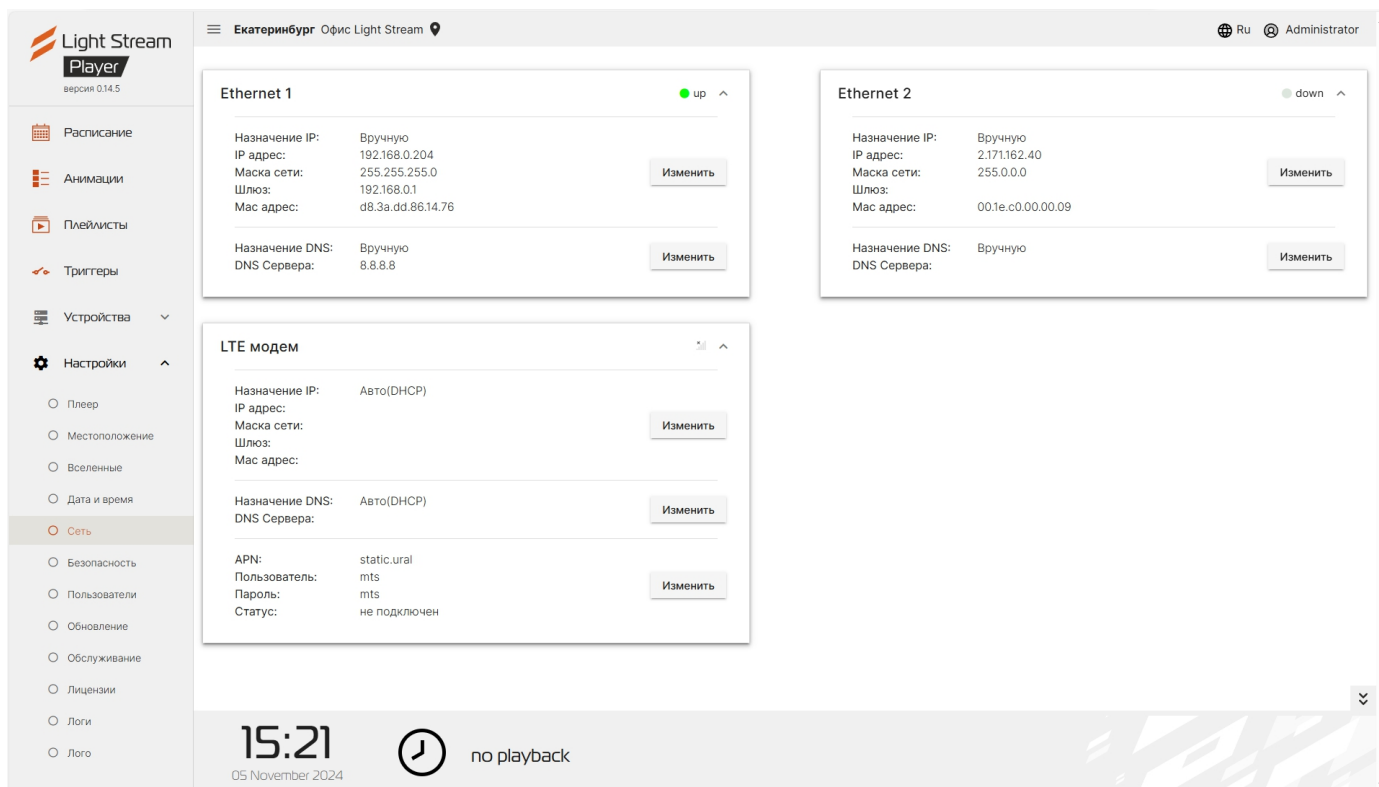 Light Stream
Player
версия 0.14.5
Расписание
Анимации
Плейлисты
Триггеры
Устройства
Настройки
Плеер
Местоположение
Вселенные
Дата и время
Сеть
Безопасность
Пользователи
Обновление
Обслуживание
Лицензии
Логи
Лого
Екатеринбург Офис Light Stream
Ru Administrator
Ethernet 1 up
Назначение IP: Вручную
IP адрес: 192.168.0.204
Маска сети: 255.255.255.0
Шлюз: 192.168.0.1
Mac адрес: d8.3a.dd.86.14.76
Изменить
Назначение DNS: Вручную
DNS Сервера: 8.8.8.8
Изменить
Ethernet 2 down
Назначение IP: Вручную
IP адрес: 2.171.162.40
Маска сети: 255.0.0.0
Шлюз:
Mac адрес: 00.1e.c0.00.00.09
Изменить
Назначение DNS: Вручную
DNS Сервера:
Изменить
LTE модем
Назначение IP: Авто(DHCP)
IP адрес:
Маска сети:
Шлюз:
Mac адрес:
Изменить
Назначение DNS: Авто(DHCP)
DNS Сервера:
Изменить
APN: static.ural
Пользователь: mts
Пароль: mts
Статус: не подключен
Изменить
15:21
05 November 2024
no playback